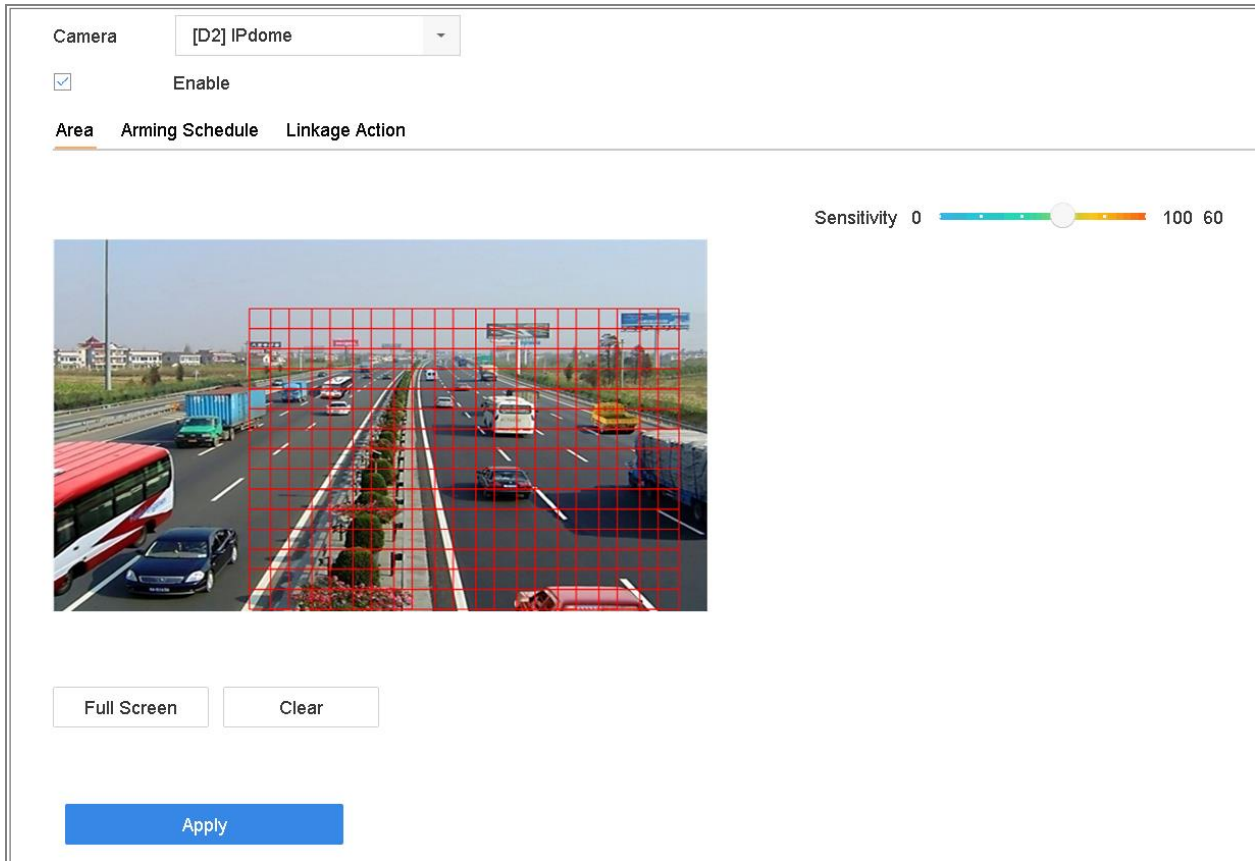 Camera [D2] IPdome
Enable
Area Arming Schedule Linkage Action
Sensitivity 0 100 60
Full Screen Clear
Apply